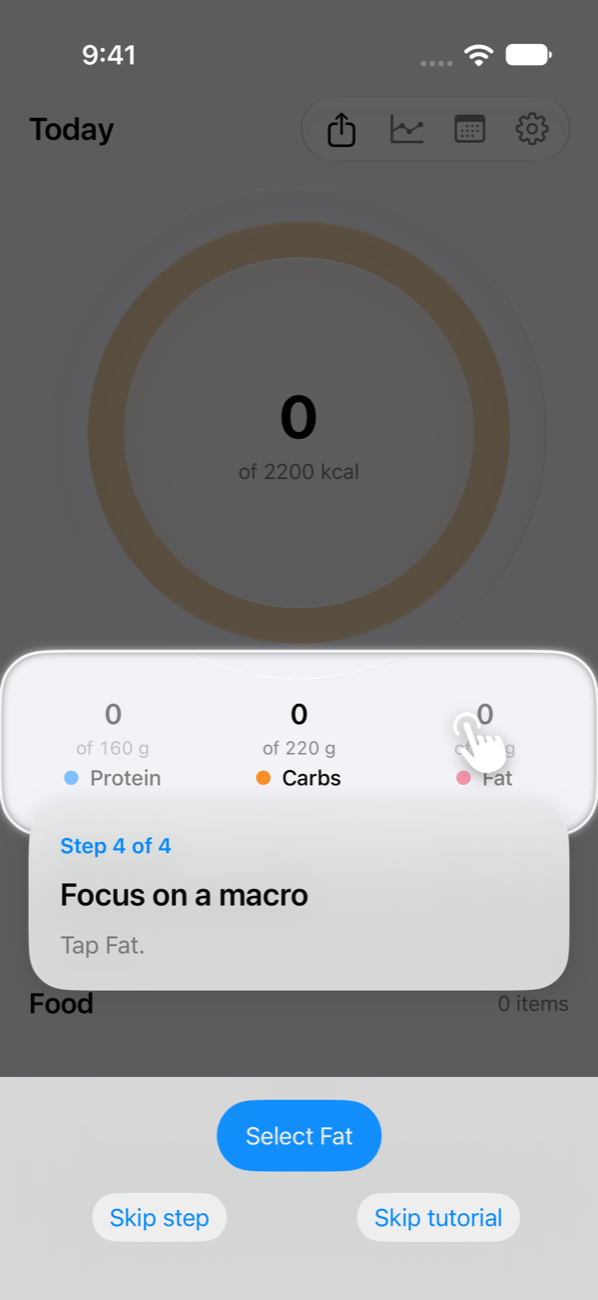 9:41
Today
0
of 2200 kcal
0
of 160 g
Protein
0
of 220 g
Carbs
0
g
Fat
Step 4 of 4
Focus on a macro
Tap Fat.
Food
0 items
Select Fat
Skip step
Skip tutorial